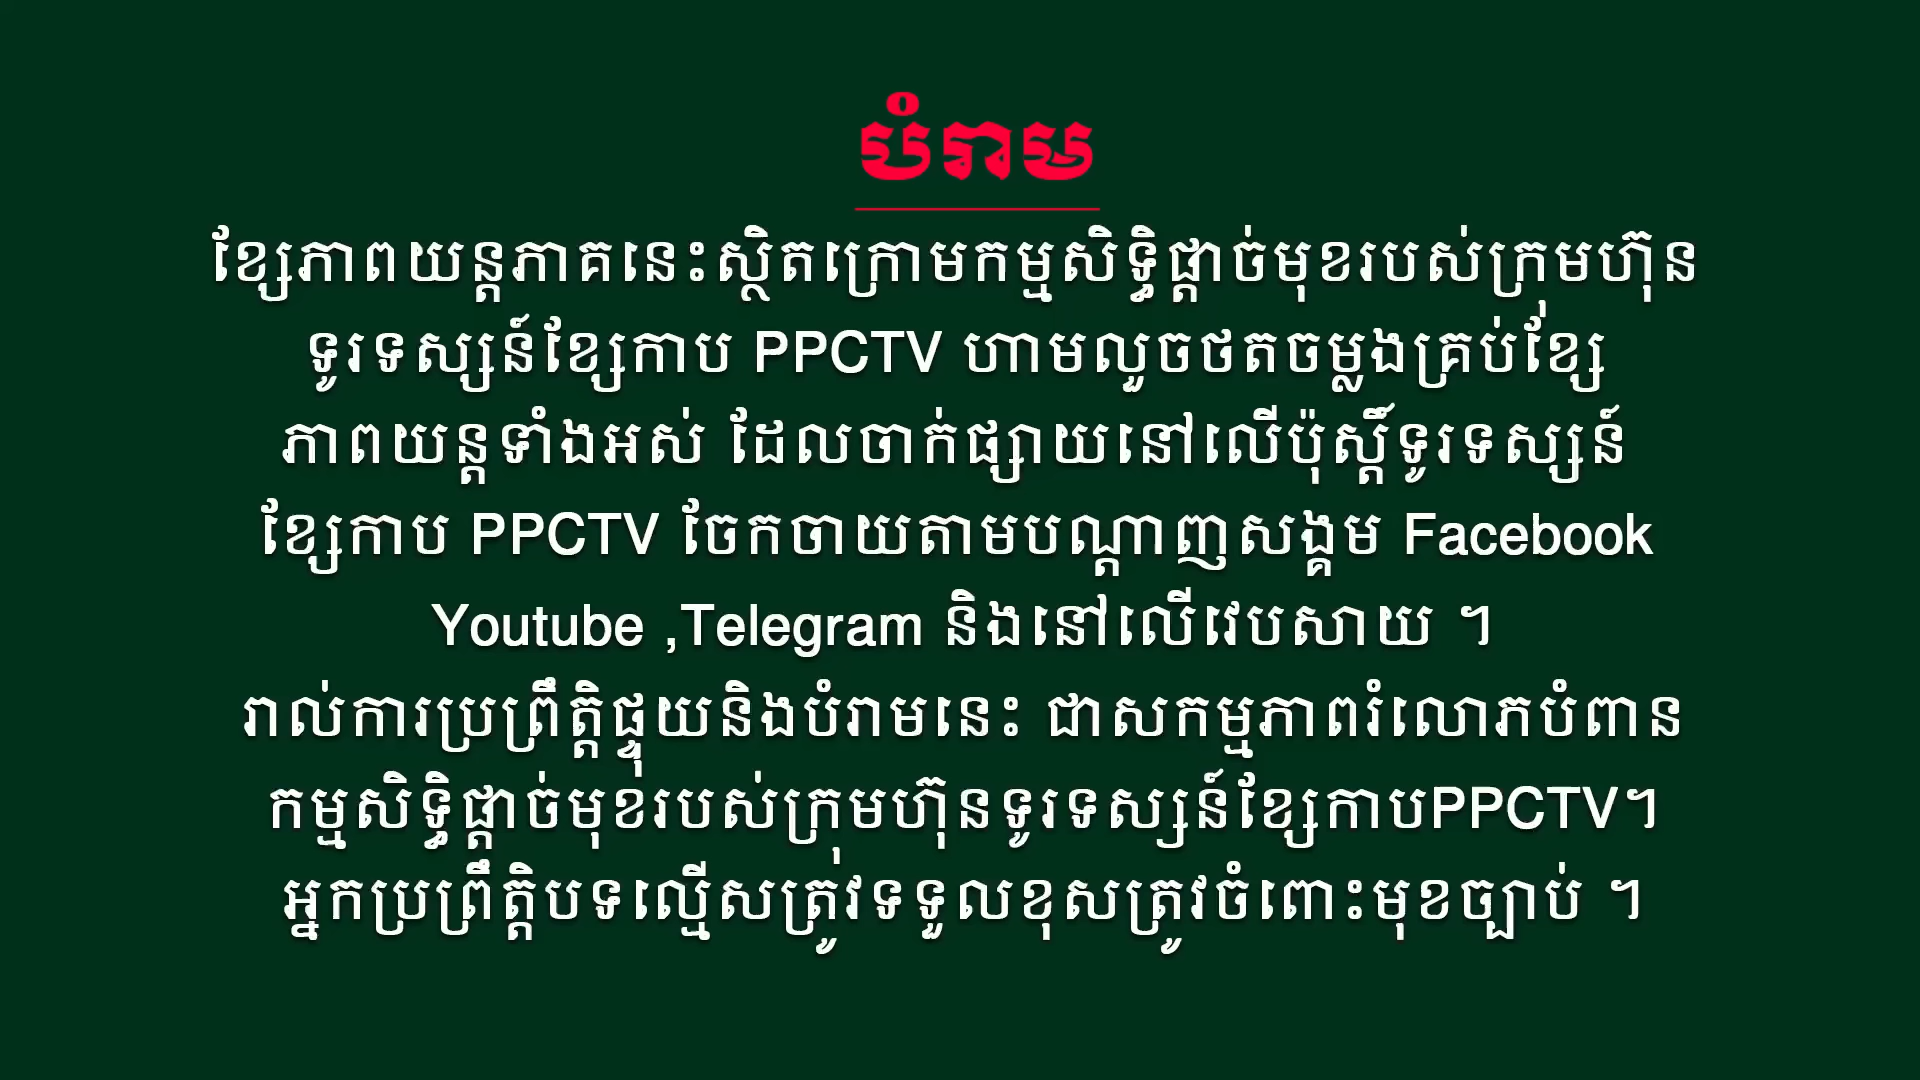 បំរាម
ខ្សែភាពយន្តភាគនេះស្ថិតក្រោមកម្មសិទ្ធិផ្តាច់មុខរបស់ក្រុមហ៊ុន
ទូរទស្សន៍ខ្សែកាប PPCTV ហាមលួចថតចម្លងគ្រប់ខ្សែ
ភាពយន្តទាំងអស់ ដែលចាក់ផ្សាយនៅលើប៉ុស្តិ៍ទូរទស្សន៍
ខ្សែកាប PPCTV ចែកចាយតាមបណ្តាញសង្គម Facebook
Youtube ,Telegram និងនៅលើវេបសាយ ។
រាល់ការប្រព្រឹត្តិផ្ទុយនិងបំរាមនេះ ជាសកម្មភាពរំលោភបំពាន
កម្មសិទ្ធិផ្តាច់មុខរបស់ក្រុមហ៊ុនទូរទស្សន៍ខ្សែកាបPPCTV។
អ្នកប្រព្រឹត្តិបទល្មើសត្រូវទទួលខុសត្រូវចំពោះមុខច្បាប់ ។